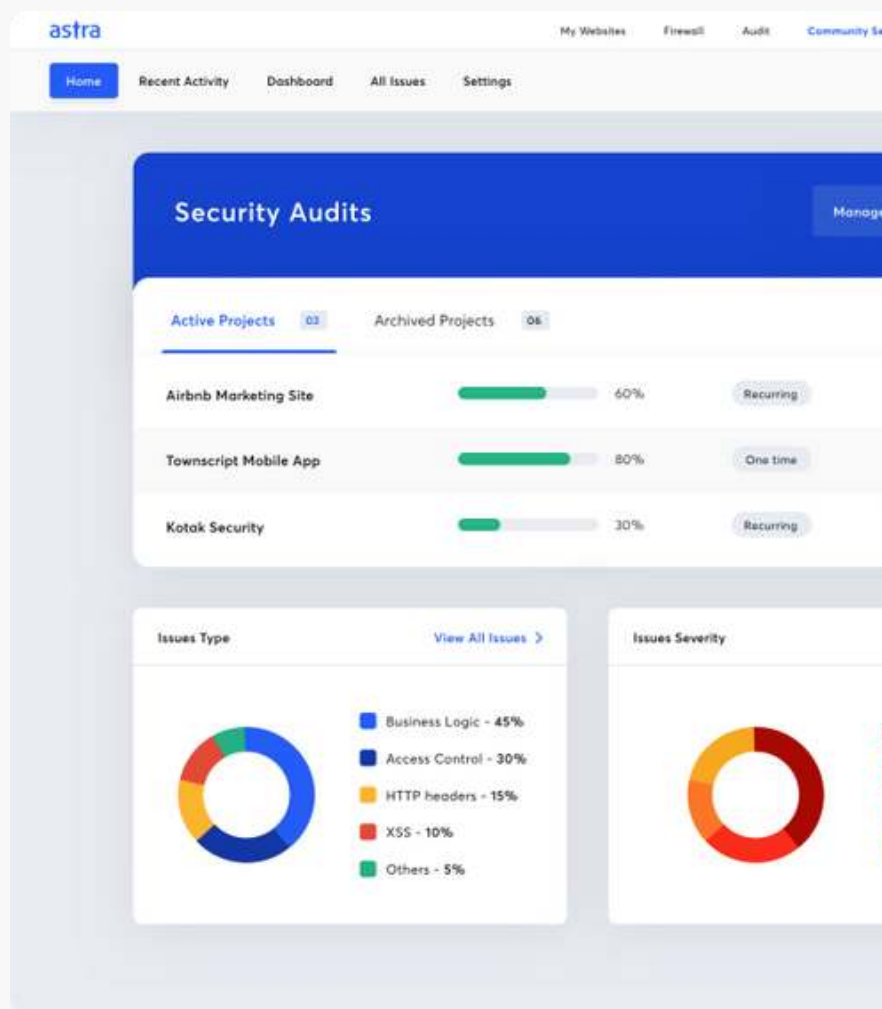 astra
My Websites Firewall Audit Community
Home Recent Activity Dashboard All Issues Settings
Security Audits
Manage
Active Projects 03 Archived Projects 06
Airbnb Marketing Site 60% Recurring
Townscript Mobile App 80% One time
Kotak Security 30% Recurring
Issues Type View All Issues
Issues Severity
Business Logic - 45%
Access Control - 30%
HTTP headers - 15%
XSS - 10%
Others - 5%